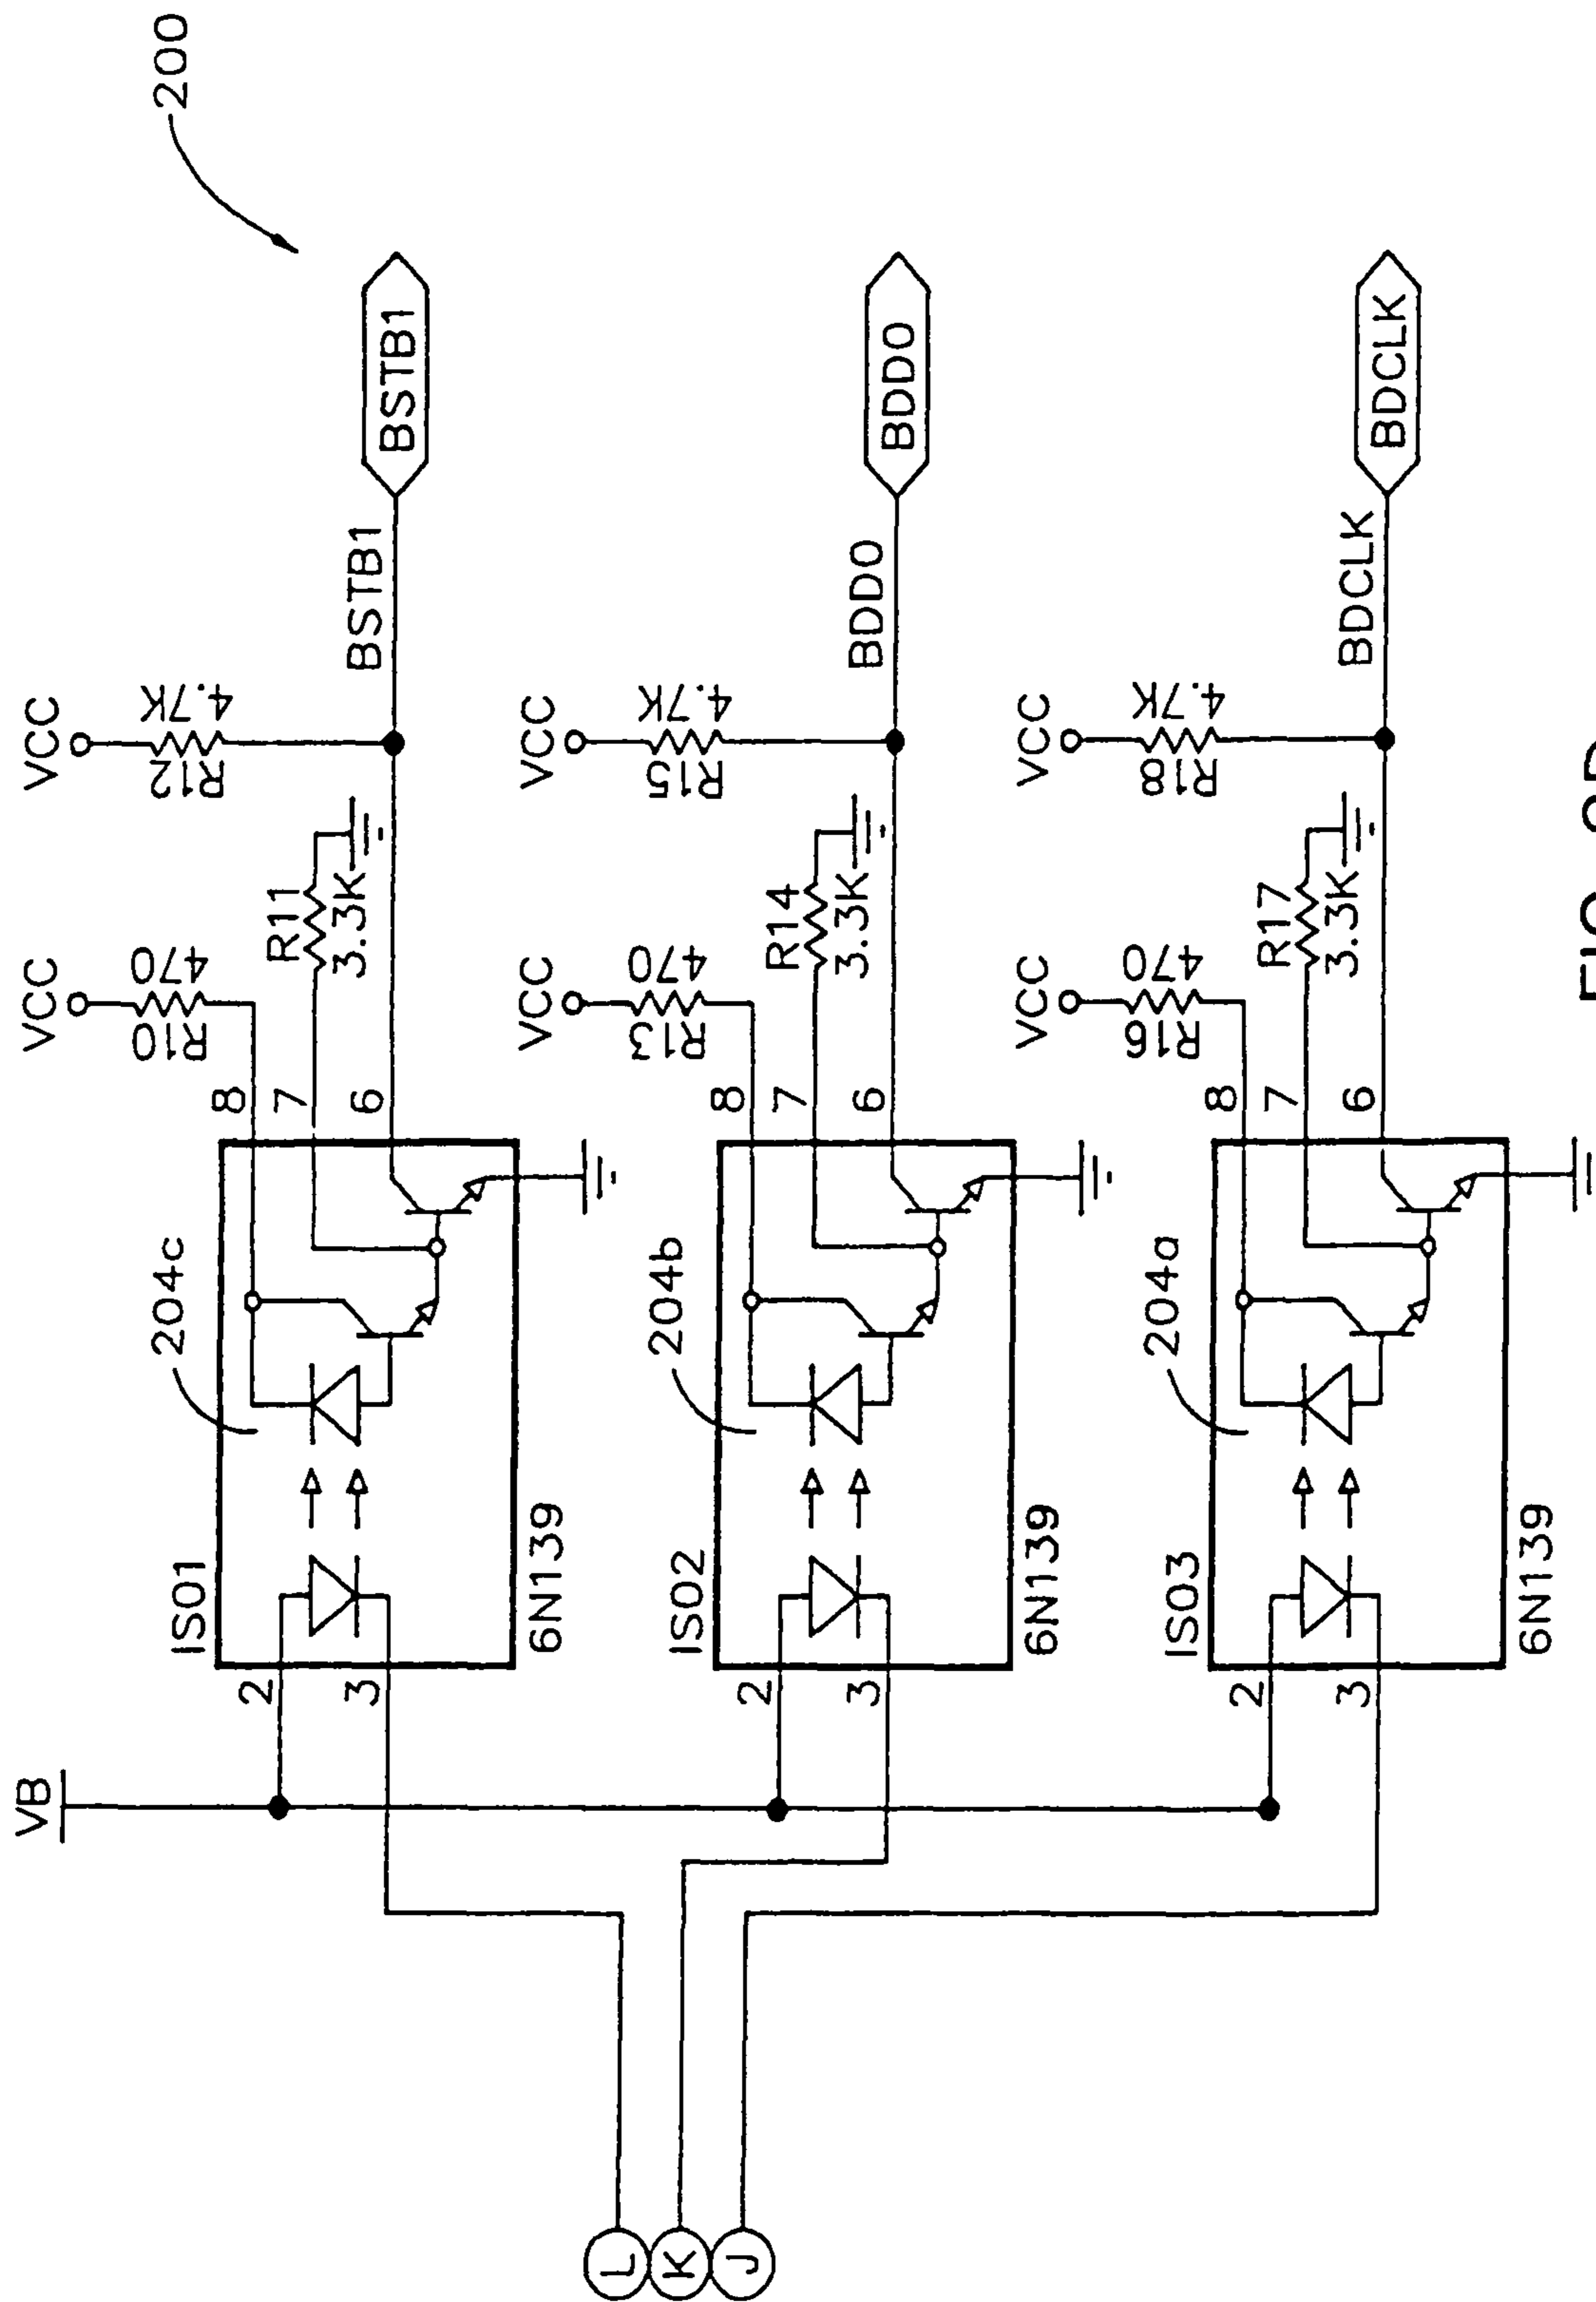 200
VCC
R12
4.7K
VCC
R10
470
R11
3.3K
BSTB1
BSTB1
8
7
6
204c
ISO1
6N139
2
3
VB
VCC
R15
4.7K
VCC
R13
470
R14
3.3K
BDD0
BDD0
8
7
6
204b
ISO2
6N139
2
3
VCC
R18
4.7K
VCC
R16
470
R17
3.3K
BDCLK
BDCLK
8
7
6
204a
ISO3
6N139
2
3
L
K
J